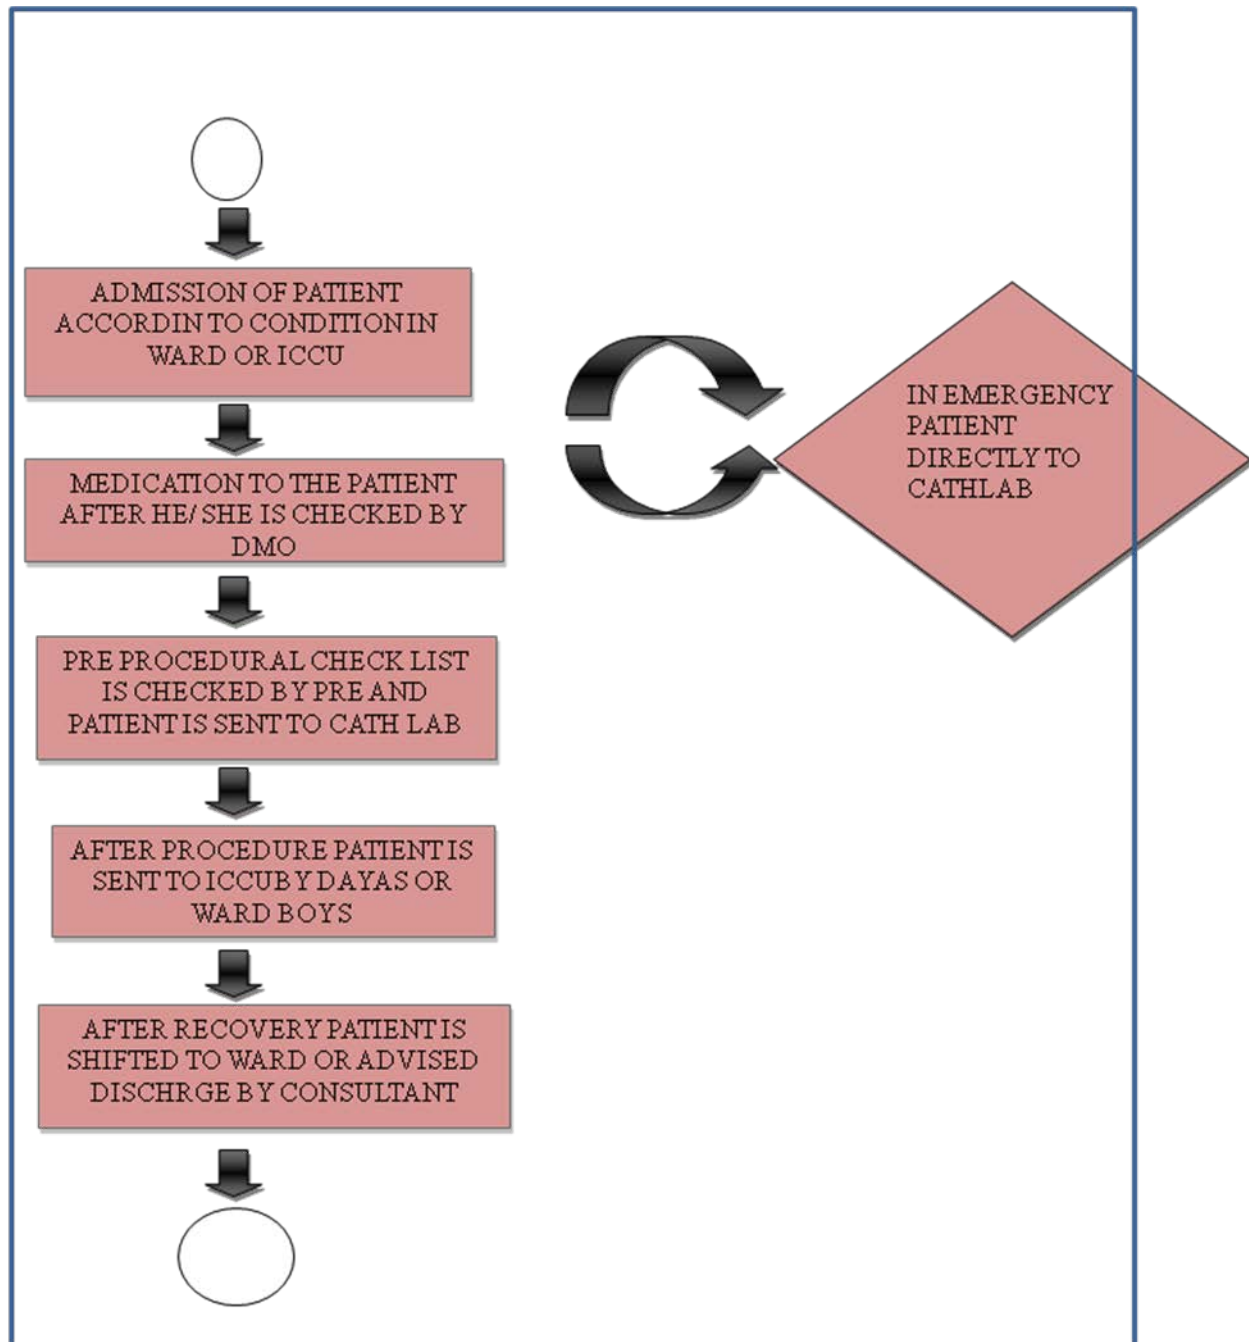 ADMISSION OF PATIENT
ACCORDIN TO CONDITION IN
WARD OR ICCU
MEDICATION TO THE PATIENT
AFTER HE/ SHE IS CHECKED BY
DMO
PRE PROCEDURAL CHECK LIST
IS CHECKED BY PRE AND
PATIENT IS SENT TO CATH LAB
AFTER PROCEDURE PATIENT IS
SENT TO ICCU BY DAYAS OR
WARD BOYS
AFTER RECOVERY PATIENT IS
SHIFTED TO WARD OR ADVISED
DISCHRGE BY CONSULTANT
IN EMERGENCY
PATIENT
DIRECTLY TO
CATHLAB